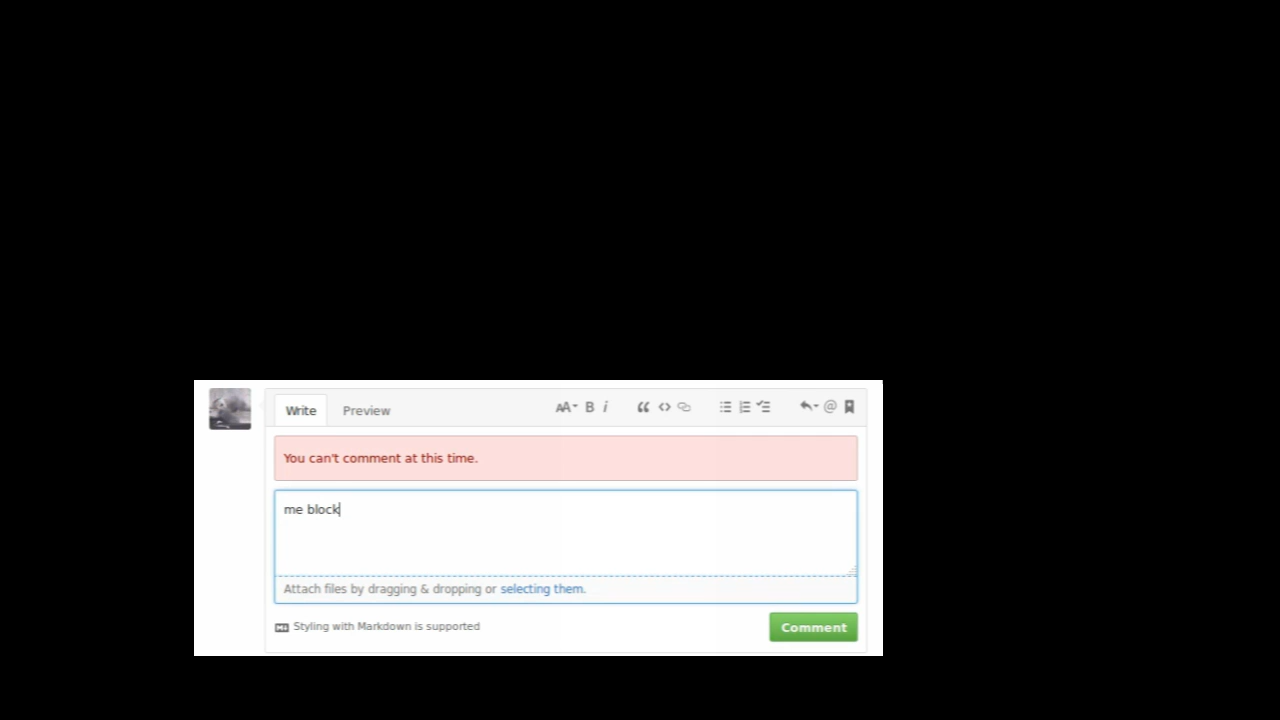 Write Preview AA B i @
You can't comment at this time.
me block
Attach files by dragging & dropping or selecting them.
Styling with Markdown is supported
Comment